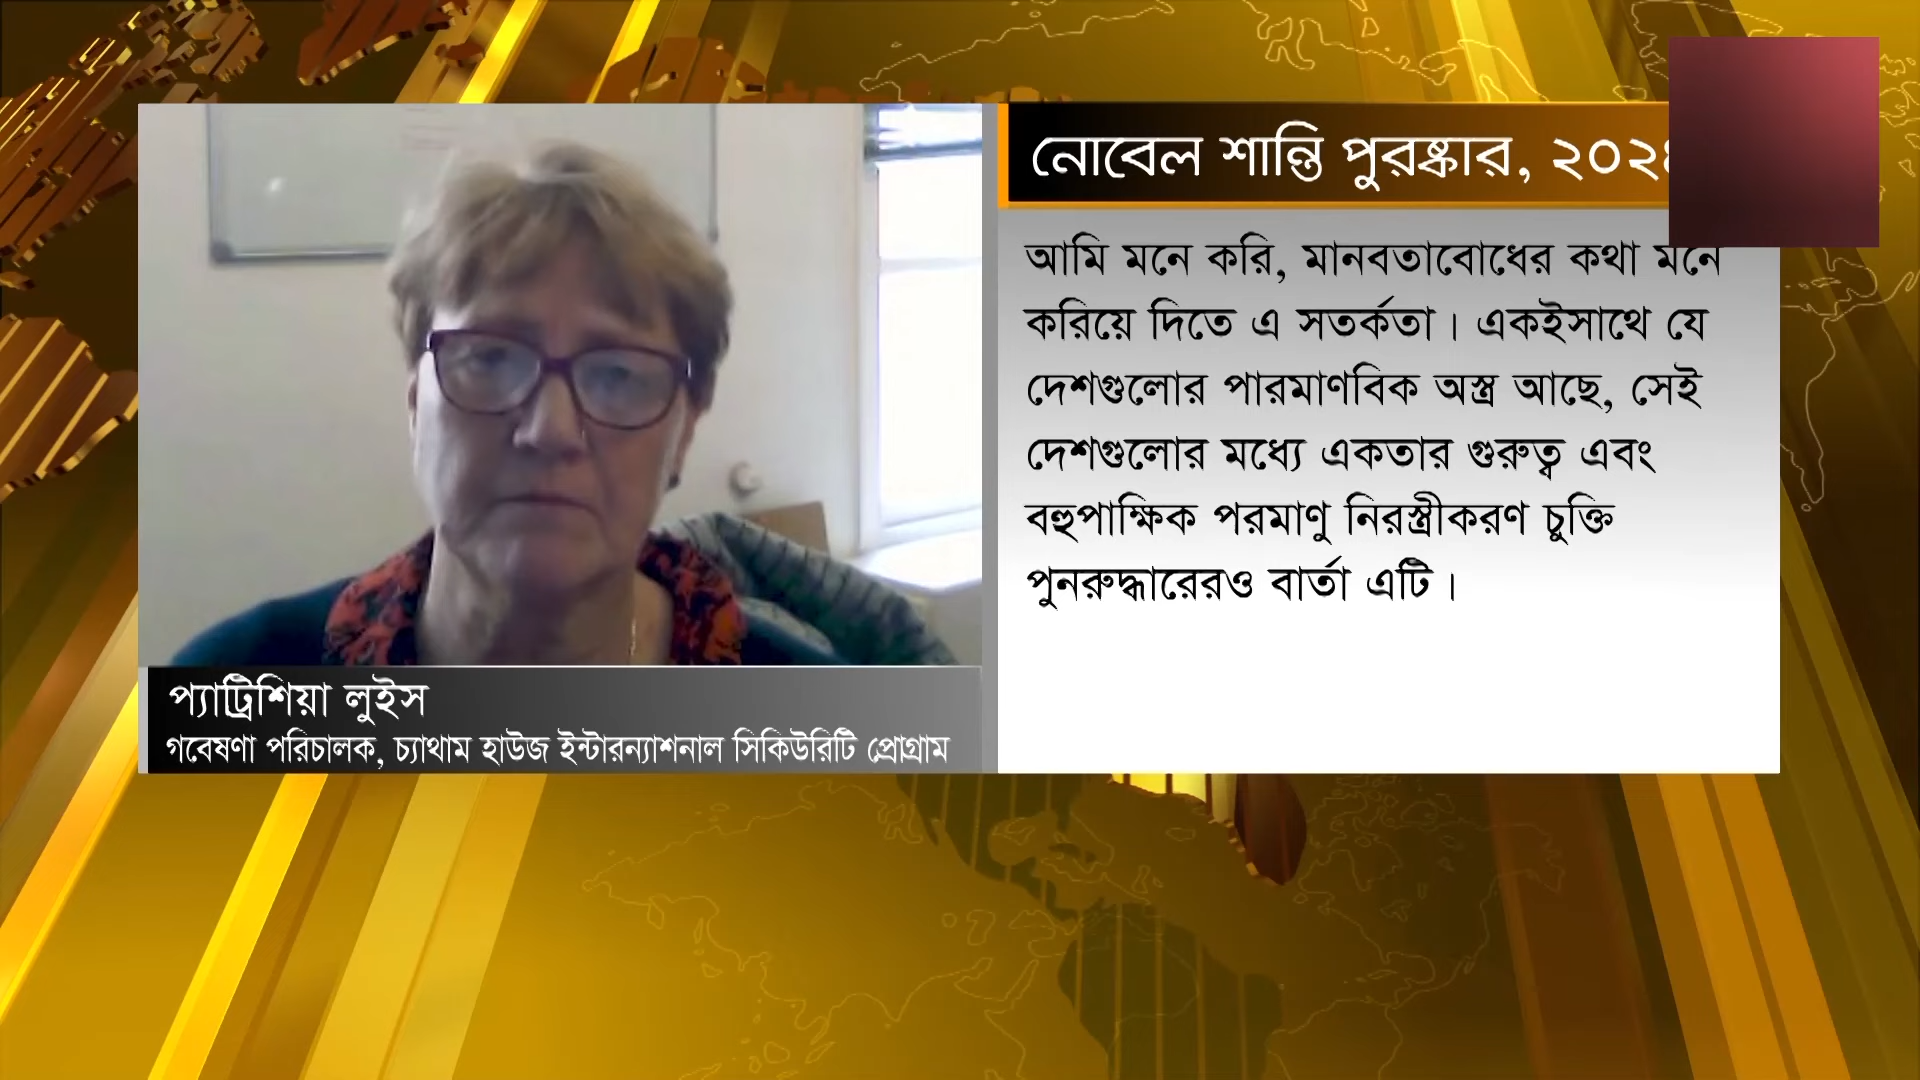 নোবেল শান্তি পুরষ্কার,
আমি মনে করি, মানবতাবোধের কথা মনে
করিয়ে দিতে এ সতর্কতা। একইসাথে যে
দেশগুলোর পারমাণবিক অস্ত্র আছে, সেই
দেশগুলোর মধ্যে একতার গুরুত্ব এবং
বহুপাক্ষিক পরমাণু নিরস্ত্রীকরণ চুক্তি
পুনরুদ্ধারেরও বার্তা এটি।
প্যাট্রিশিয়া লুইস
গবেষণা পরিচালক, চ্যাথাম হাউজ ইন্টারন্যাশনাল সিকিউরিটি প্রোগ্রাম